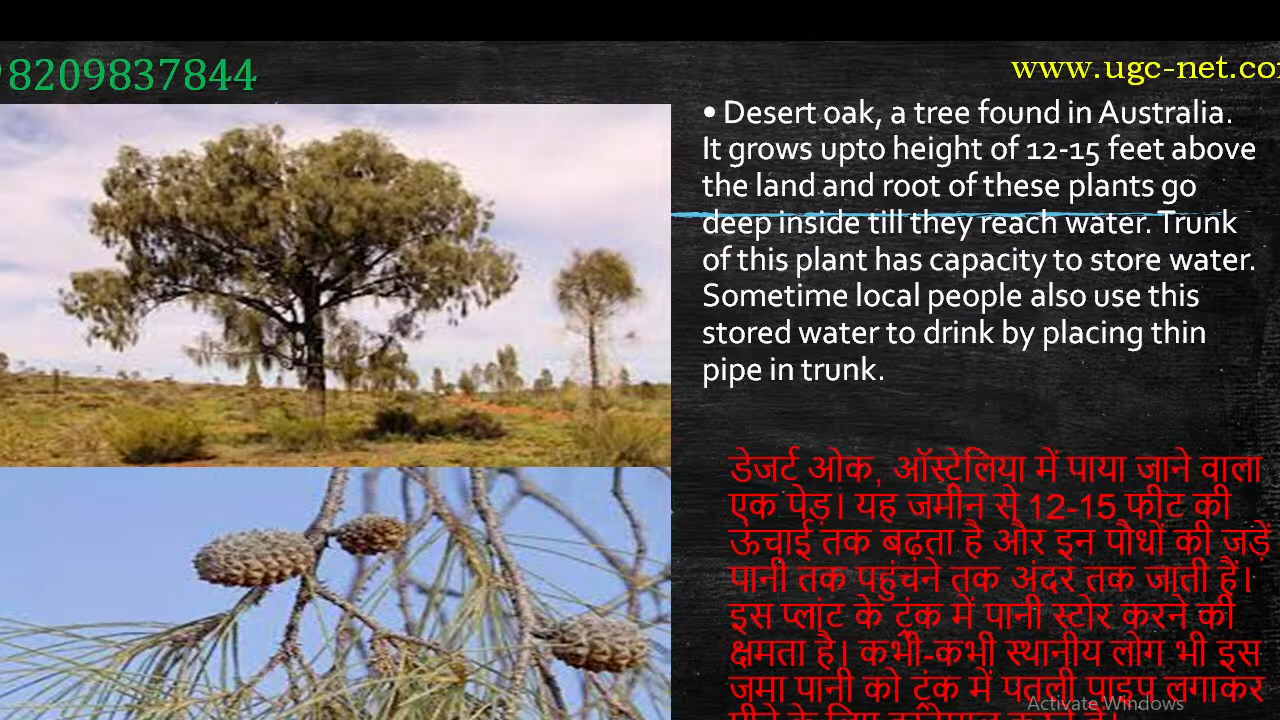 98209837844
www.ugc-net.co
• Desert oak, a tree found in Australia.
It grows upto height of 12-15 feet above
the land and root of these plants go
deep inside till they reach water. Trunk
of this plant has capacity to store water.
Sometime local people also use this
stored water to drink by placing thin
pipe in trunk.
डेजर्ट ओक, ऑस्ट्रेलिया में पाया जाने वाला
एक पेड़। यह जमीन से 12-15 फीट की
ऊंचाई तक बढ़ता है और इन पौधों की जड़ें
पानी तक पहुंचने तक अंदर तक जाती हैं।
इस प्लांट के ट्रंक में पानी स्टोर करने की
क्षमता है। कभी-कभी स्थानीय लोग भी इस
जमा पानी को ट्रंक में पतली पाइप लगाकर
Activate Windows